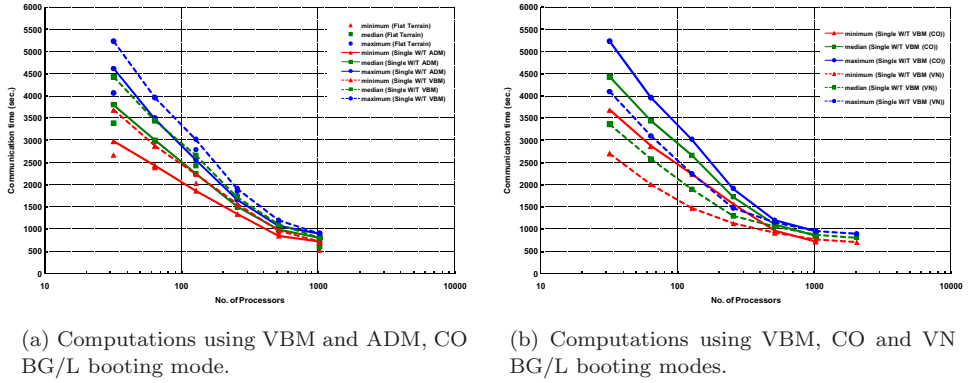 6000
5500
5000
4500
4000
3500
3000
2500
2000
1500
1000
500
0
Communication time (sec.)
10
100
1000
10000
No. of Processors
minimum (Flat Terrain)
median (Flat Terrain)
maximum (Flat Terrain)
minimum (Single W/T ADM)
median (Single W/T ADM)
maximum (Single W/T ADM)
minimum (Single W/T VBM)
median (Single W/T VBM)
maximum (Single W/T VBM)
(a) Computations using VBM and ADM, CO
BG/L booting mode.
6000
5500
5000
4500
4000
3500
3000
2500
2000
1500
1000
500
0
Communication time (sec.)
10
100
1000
10000
No. of Processors
minimum (Single W/T VBM (CO))
median (Single W/T VBM (CO))
maximum (Single W/T VBM (CO))
minimum (Single W/T VBM (VN))
median (Single W/T VBM (VN))
maximum (Single W/T VBM (VN))
(b) Computations using VBM, CO and VN
BG/L booting modes.